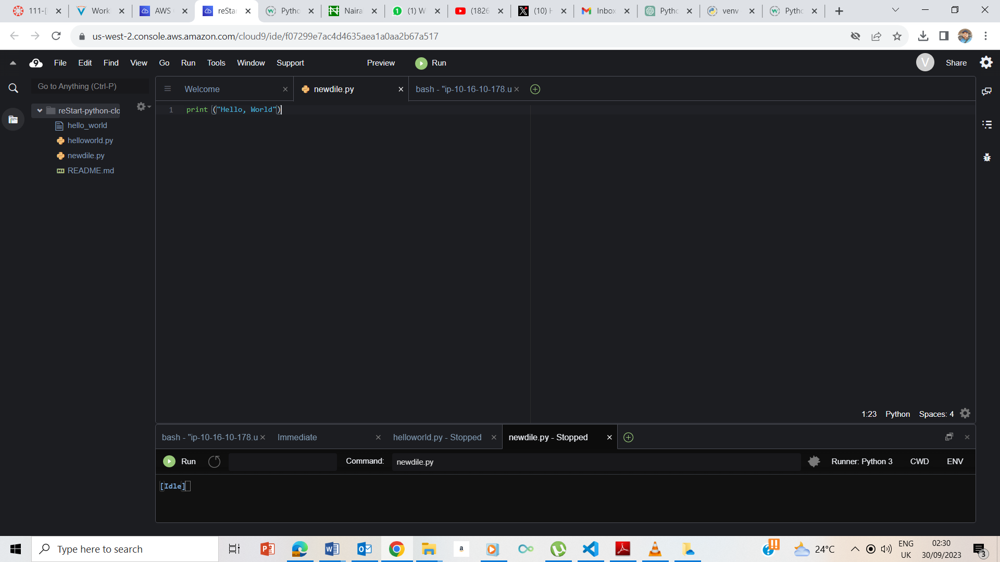 111-[
Work
AWS
reSta
Pytho
Naira
(1) W
(1826
(10) H
Inbox
Pytho
venv
Pytho
us-west-2.console.aws.amazon.com/cloud9/ide/f07299e7ac4d4635aea1a0aa2b67a517
9 File Edit Find View Go Run Tools Window Support Preview Run V Share
Go to Anything (Ctrl-P)
Welcome
newdile.py
bash - "ip-10-16-10-178.u
reStart-python-clo
hello_world
helloworld.py
newdile.py
README.md
1 print ("Hello, World")
1:23 Python Spaces: 4
bash - "ip-10-16-10-178.u Immediate helloworld.py - Stopped newdile.py - Stopped
Run Command: newdile.py Runner: Python 3 CWD ENV
[Idle]
Type here to search
24°C
ENG
UK
02:30
30/09/2023
3